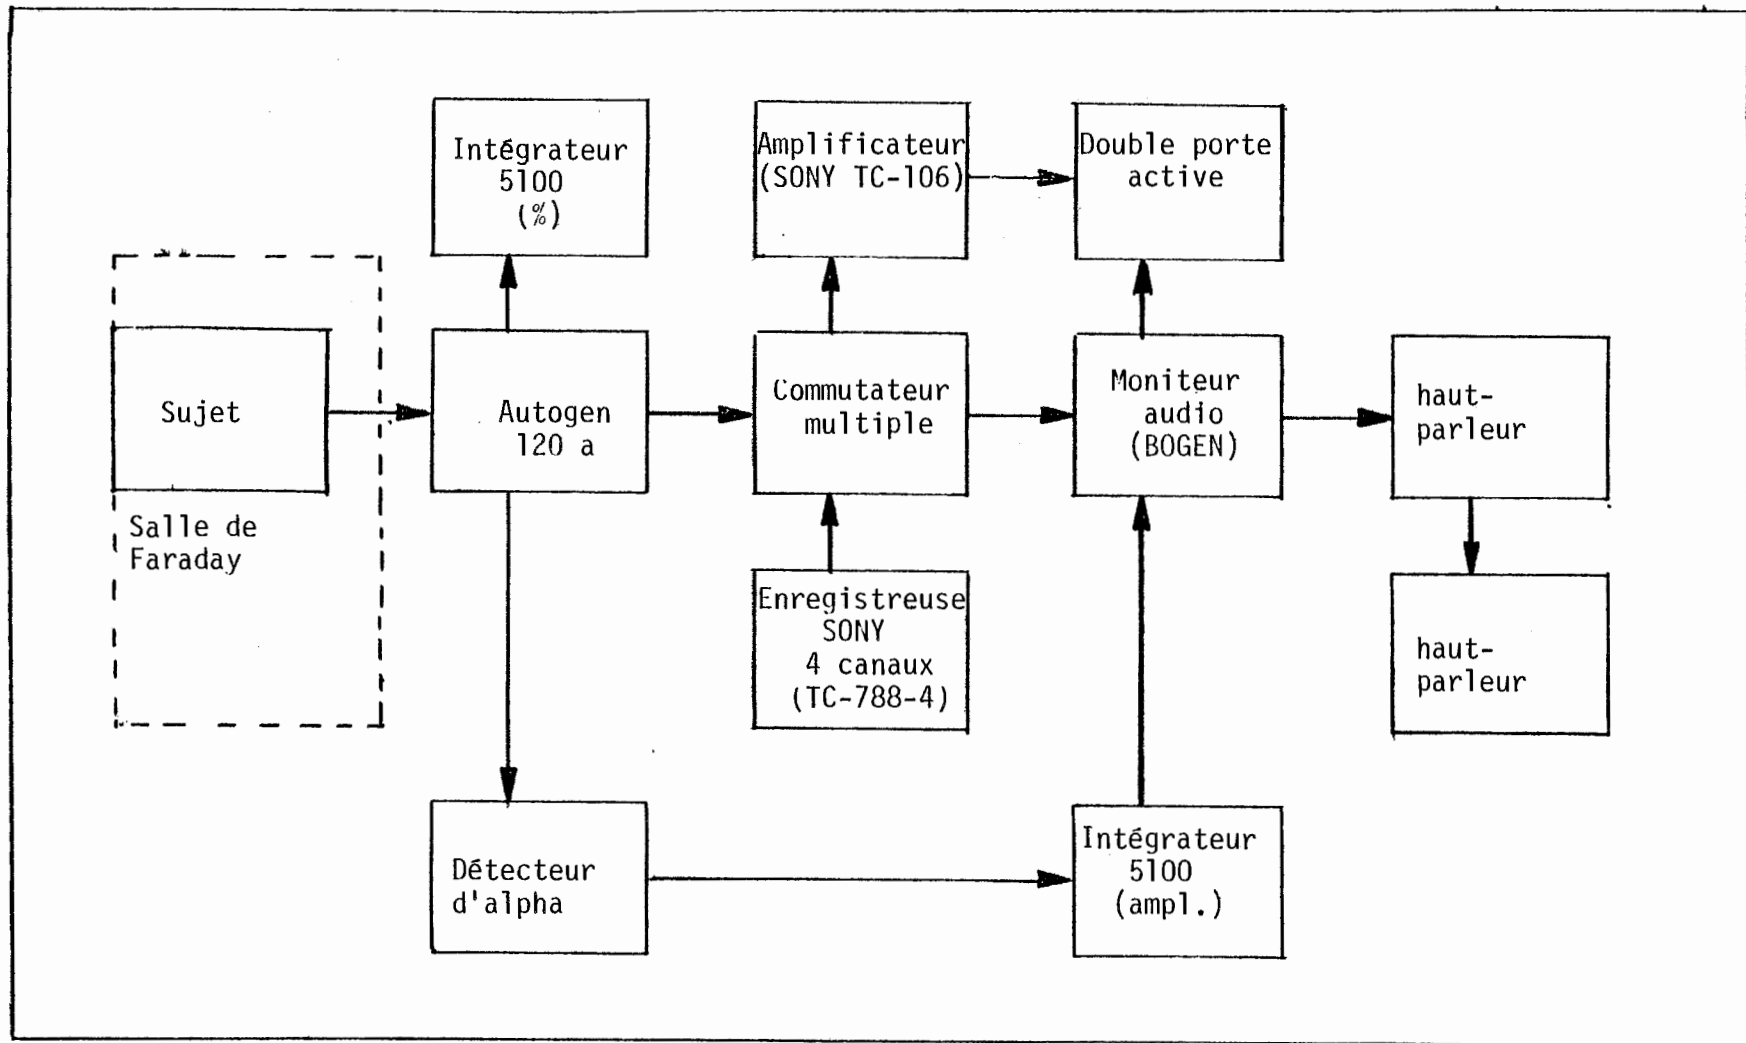 Intégrateur
5100
(%)
Amplificateur
(SONY TC-106)
Double porte
active
Sujet
Salle de
Faraday
Autogen
120 a
Commutateur
multiple
Moniteur
audio
(BOGEN)
haut-
parleur
Enregistreuse
SONY
4 canaux
(TC-788-4)
haut-
parleur
Détecteur
d'alpha
Intégrateur
5100
(ampl.)